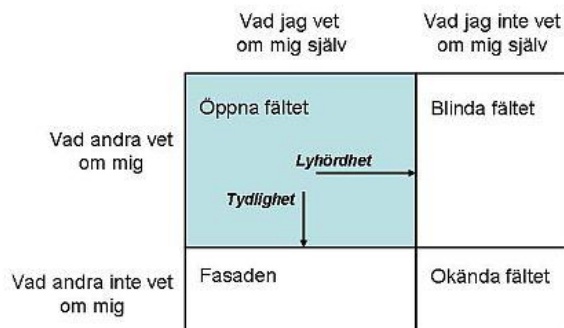 Vad jag vet
om mig själv
Vad jag inte vet
om mig själv
Vad andra vet
om mig
Öppna fältet
Blinda fältet
Lyhördhet
Tydlighet
Vad andra inte vet
om mig
Fasaden
Okända fältet